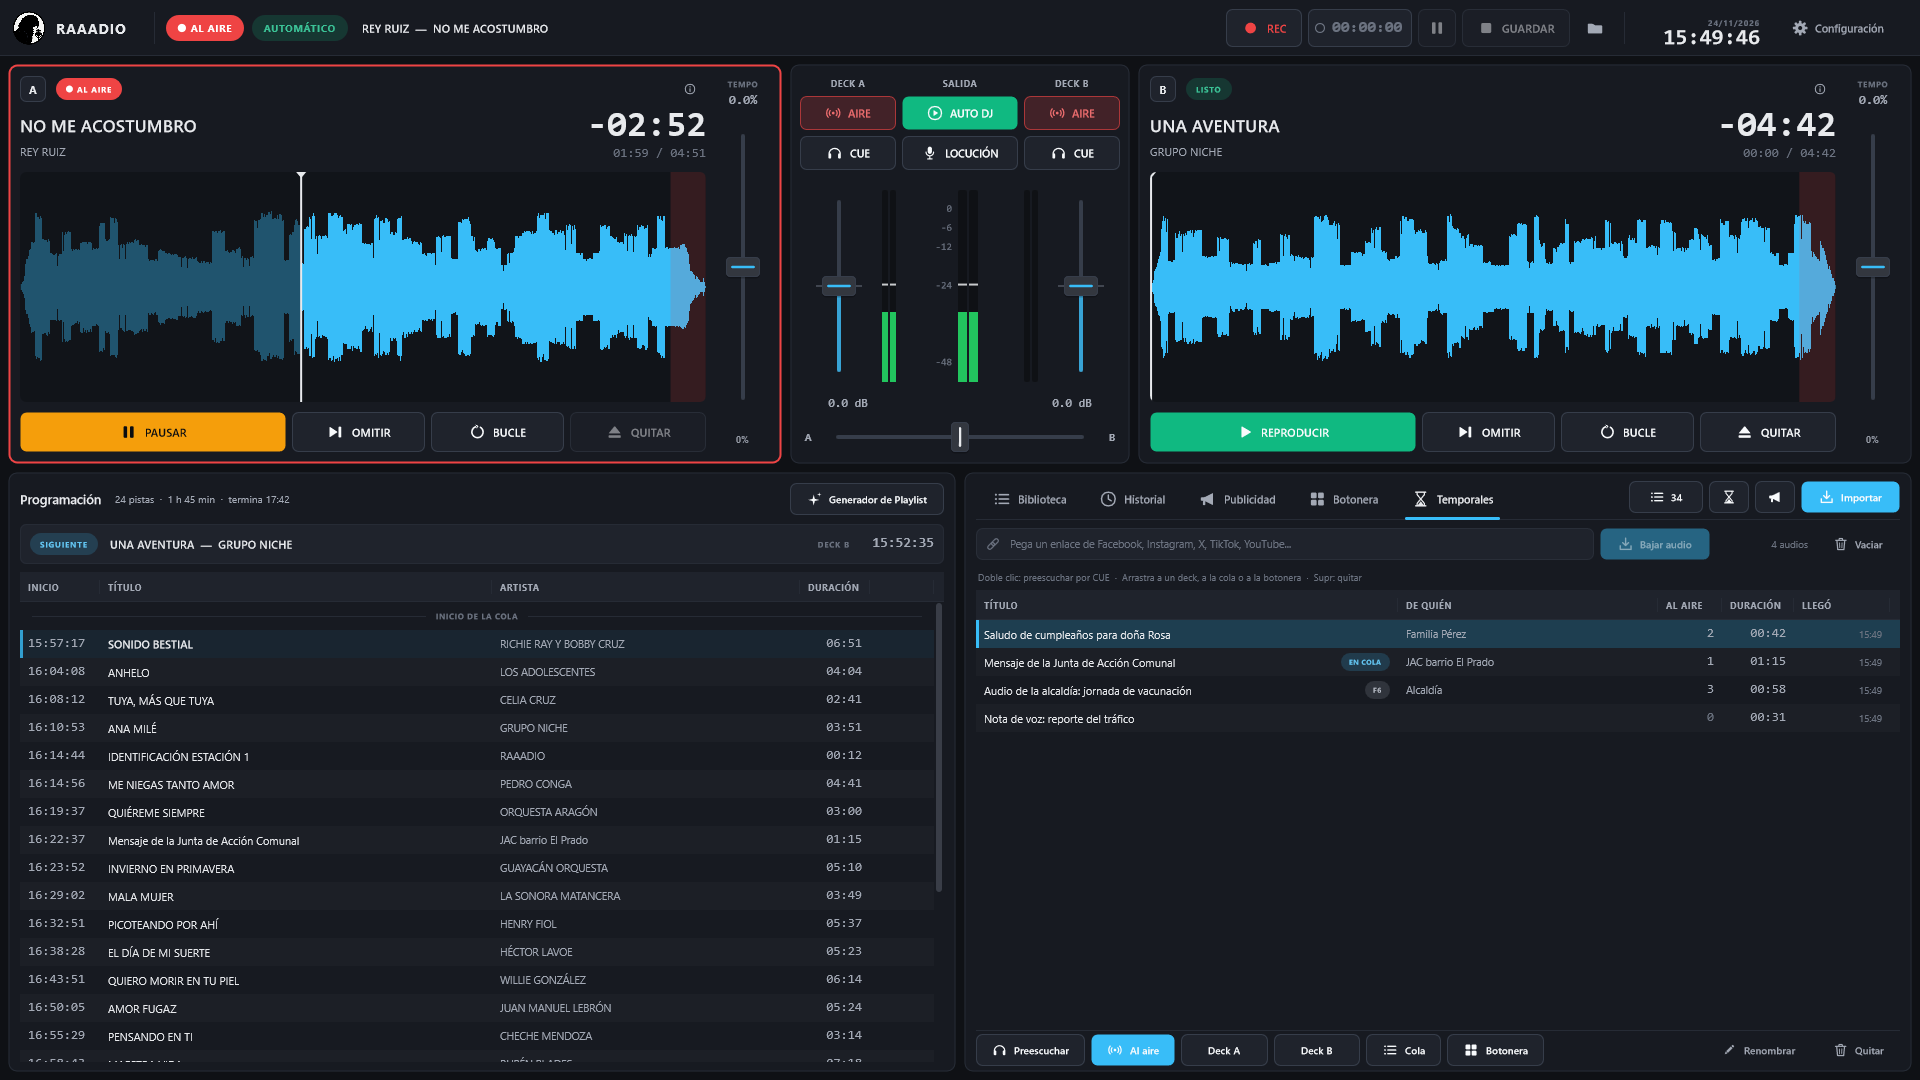 RAAADIO
AL AIRE
AUTOMÁTICO
REY RUIZ — NO ME ACOSTUMBRO
REC
00:00:00
GUARDAR
24/11/2026
15:49:46
Configuración
A
AL AIRE
NO ME ACOSTUMBRO
REY RUIZ
-02:52
01:59 / 04:51
TEMPO
0.0%
0%
PAUSAR
OMITIR
BUCLE
QUITAR
DECK A
SALIDA
DECK B
AIRE
AUTO DJ
AIRE
CUE
LOCUCIÓN
CUE
0
-6
-12
-24
-48
0.0 dB
0.0 dB
A
B
B
LISTO
UNA AVENTURA
GRUPO NICHE
-04:42
00:00 / 04:42
TEMPO
0.0%
0%
REPRODUCIR
OMITIR
BUCLE
QUITAR
Programación
24 pistas · 1 h 45 min · termina 17:42
Generador de Playlist
SIGUIENTE
UNA AVENTURA — GRUPO NICHE
DECK B
15:52:35
INICIO TÍTULO ARTISTA DURACIÓN
INICIO DE LA COLA
15:57:17 SONIDO BESTIAL RICHIE RAY Y BOBBY CRUZ 06:51
16:04:08 ANHELO LOS ADOLESCENTES 04:04
16:08:12 TUYA, MÁS QUE TUYA CELIA CRUZ 02:41
16:10:53 ANA MILÉ GRUPO NICHE 03:51
16:14:44 IDENTIFICACIÓN ESTACIÓN 1 RAAADIO 00:12
16:14:56 ME NIEGAS TANTO AMOR PEDRO CONGA 04:41
16:19:37 QUIÉREME SIEMPRE ORQUESTA ARAGÓN 03:00
16:22:37 Mensaje de la Junta de Acción Comunal JAC barrio El Prado 01:15
16:23:52 INVIERNO EN PRIMAVERA GUAYACÁN ORQUESTA 05:10
16:29:02 MALA MUJER LA SONORA MATANCERA 03:49
16:32:51 PICOTEANDO POR AHÍ HENRY FIOL 05:37
16:38:28 EL DÍA DE MI SUERTE HÉCTOR LAVOE 05:23
16:43:51 QUIERO MORIR EN TU PIEL WILLIE GONZÁLEZ 06:14
16:50:05 AMOR FUGAZ JUAN MANUEL LEBRÓN 05:24
16:55:29 PENSANDO EN TI CHECHE MENDOZA 03:14
Biblioteca
Historial
Publicidad
Botonera
Temporales
34
Importar
Pega un enlace de Facebook, Instagram, X, TikTok, YouTube...
Bajar audio
4 audios
Vaciar
Doble clic: preescuchar por CUE · Arrastra a un deck, a la cola o a la botonera · Supr: quitar
TÍTULO DE QUIÉN AL AIRE DURACIÓN LLEGÓ
Saludo de cumpleaños para doña Rosa Familia Pérez 2 00:42 15:49
Mensaje de la Junta de Acción Comunal EN COLA JAC barrio El Prado 1 01:15 15:49
Audio de la alcaldía: jornada de vacunación F6 Alcaldía 3 00:58 15:49
Nota de voz: reporte del tráfico 0 00:31 15:49
Preescuchar
Al aire
Deck A
Deck B
Cola
Botonera
Renombrar
Quitar